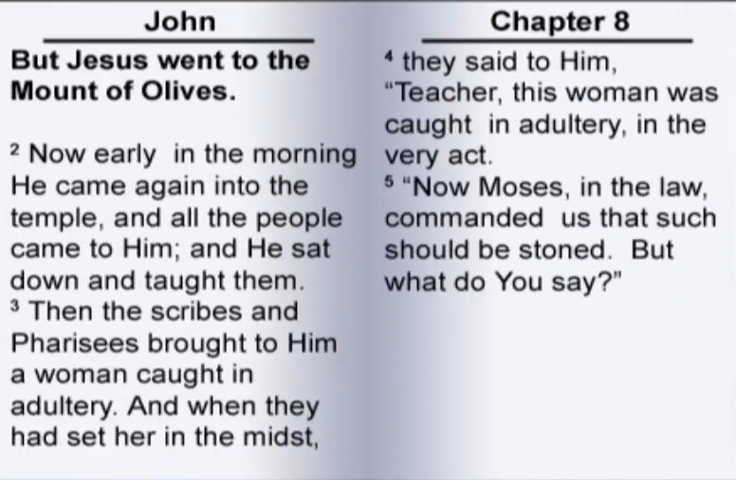 John
But Jesus went to the
Mount of Olives.
² Now early in the morning
He came again into the
temple, and all the people
came to Him; and He sat
down and taught them.
³ Then the scribes and
Pharisees brought to Him
a woman caught in
adultery. And when they
had set her in the midst,
Chapter 8
⁴ they said to Him,
“Teacher, this woman was
caught in adultery, in the
very act.
⁵ “Now Moses, in the law,
commanded us that such
should be stoned. But
what do You say?”